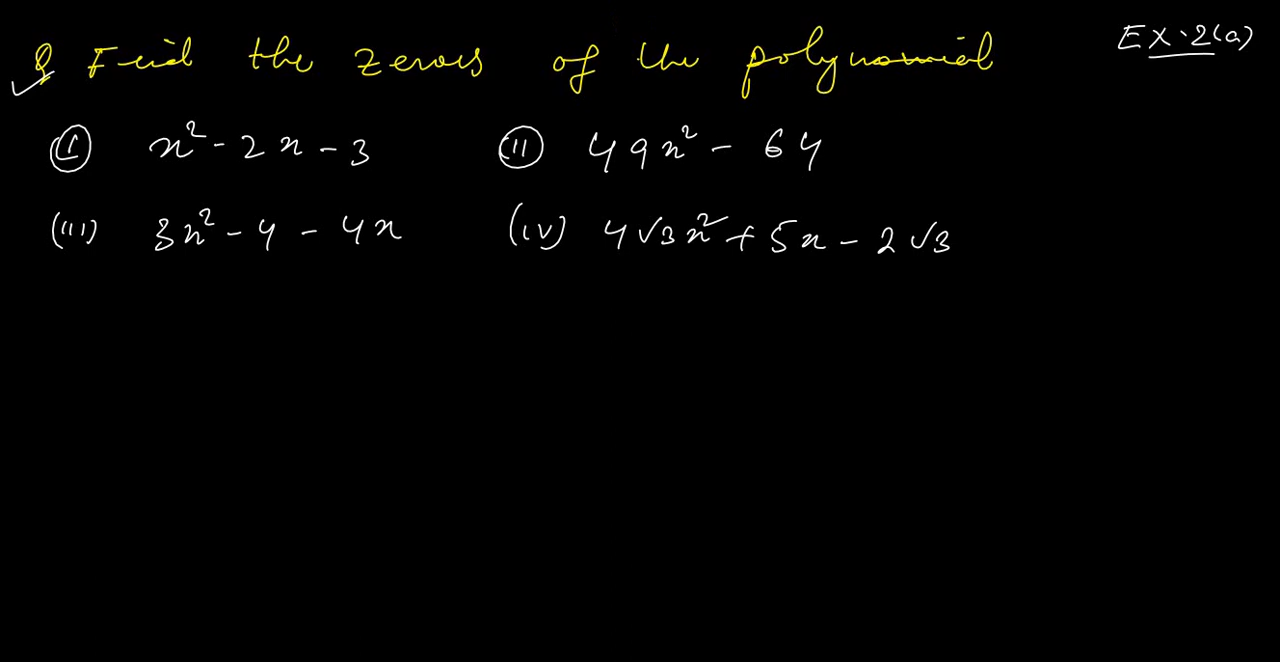 Q Find the zeroes of the polynomial
Ex·2(a)
(i) x² - 2x - 3 (ii) 49x² - 64
(iii) 3x² - 4 - 4x (iv) 4√3x² + 5x - 2√3